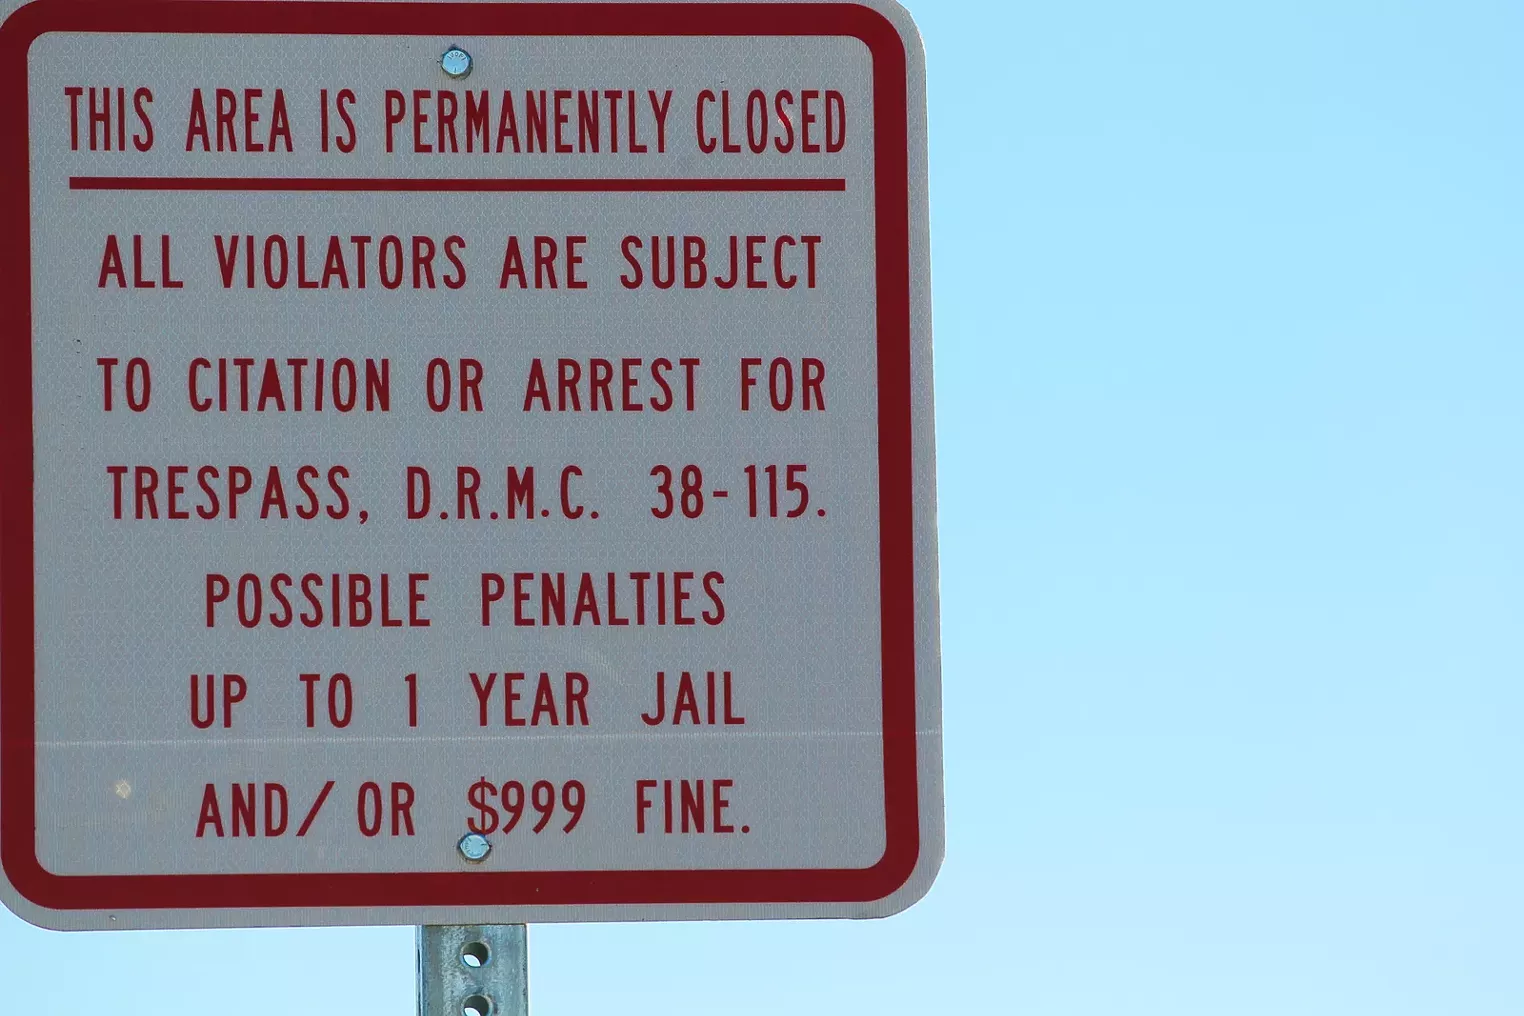 THIS AREA IS PERMANENTLY CLOSED
ALL VIOLATORS ARE SUBJECT
TO CITATION OR ARREST FOR
TRESPASS, D.R.M.C. 38-115.
POSSIBLE PENALTIES
UP TO 1 YEAR JAIL
AND/OR $999 FINE.